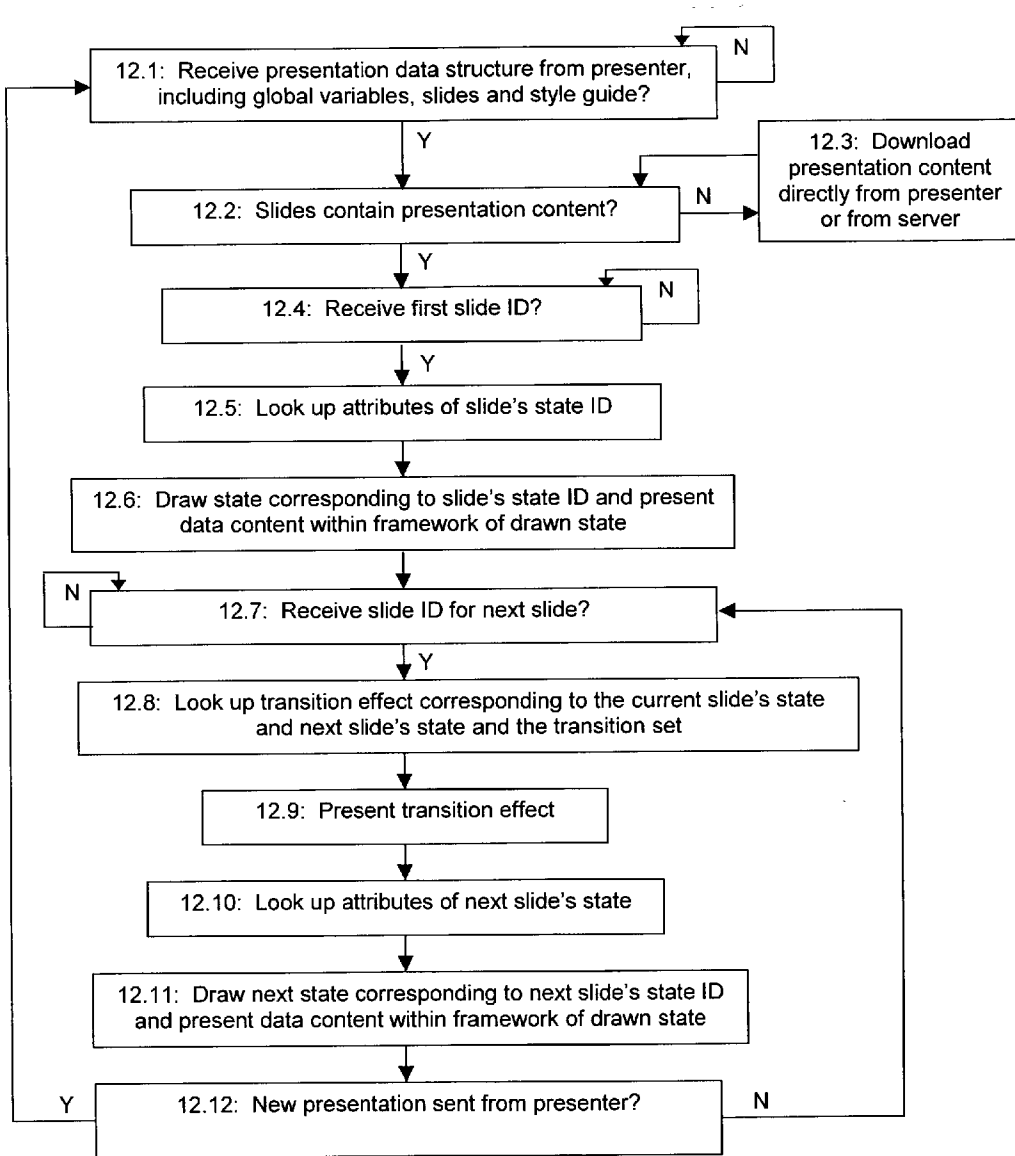 N
12.1: Receive presentation data structure from presenter,
including global variables, slides and style guide?
Y
12.3: Download
presentation content
directly from presenter
or from server
12.2: Slides contain presentation content?
N
Y
12.4: Receive first slide ID?
N
Y
12.5: Look up attributes of slide's state ID
12.6: Draw state corresponding to slide's state ID and present
data content within framework of drawn state
N
12.7: Receive slide ID for next slide?
Y
12.8: Look up transition effect corresponding to the current slide's state
and next slide's state and the transition set
12.9: Present transition effect
12.10: Look up attributes of next slide's state
12.11: Draw next state corresponding to next slide's state ID
and present data content within framework of drawn state
Y
12.12: New presentation sent from presenter?
N